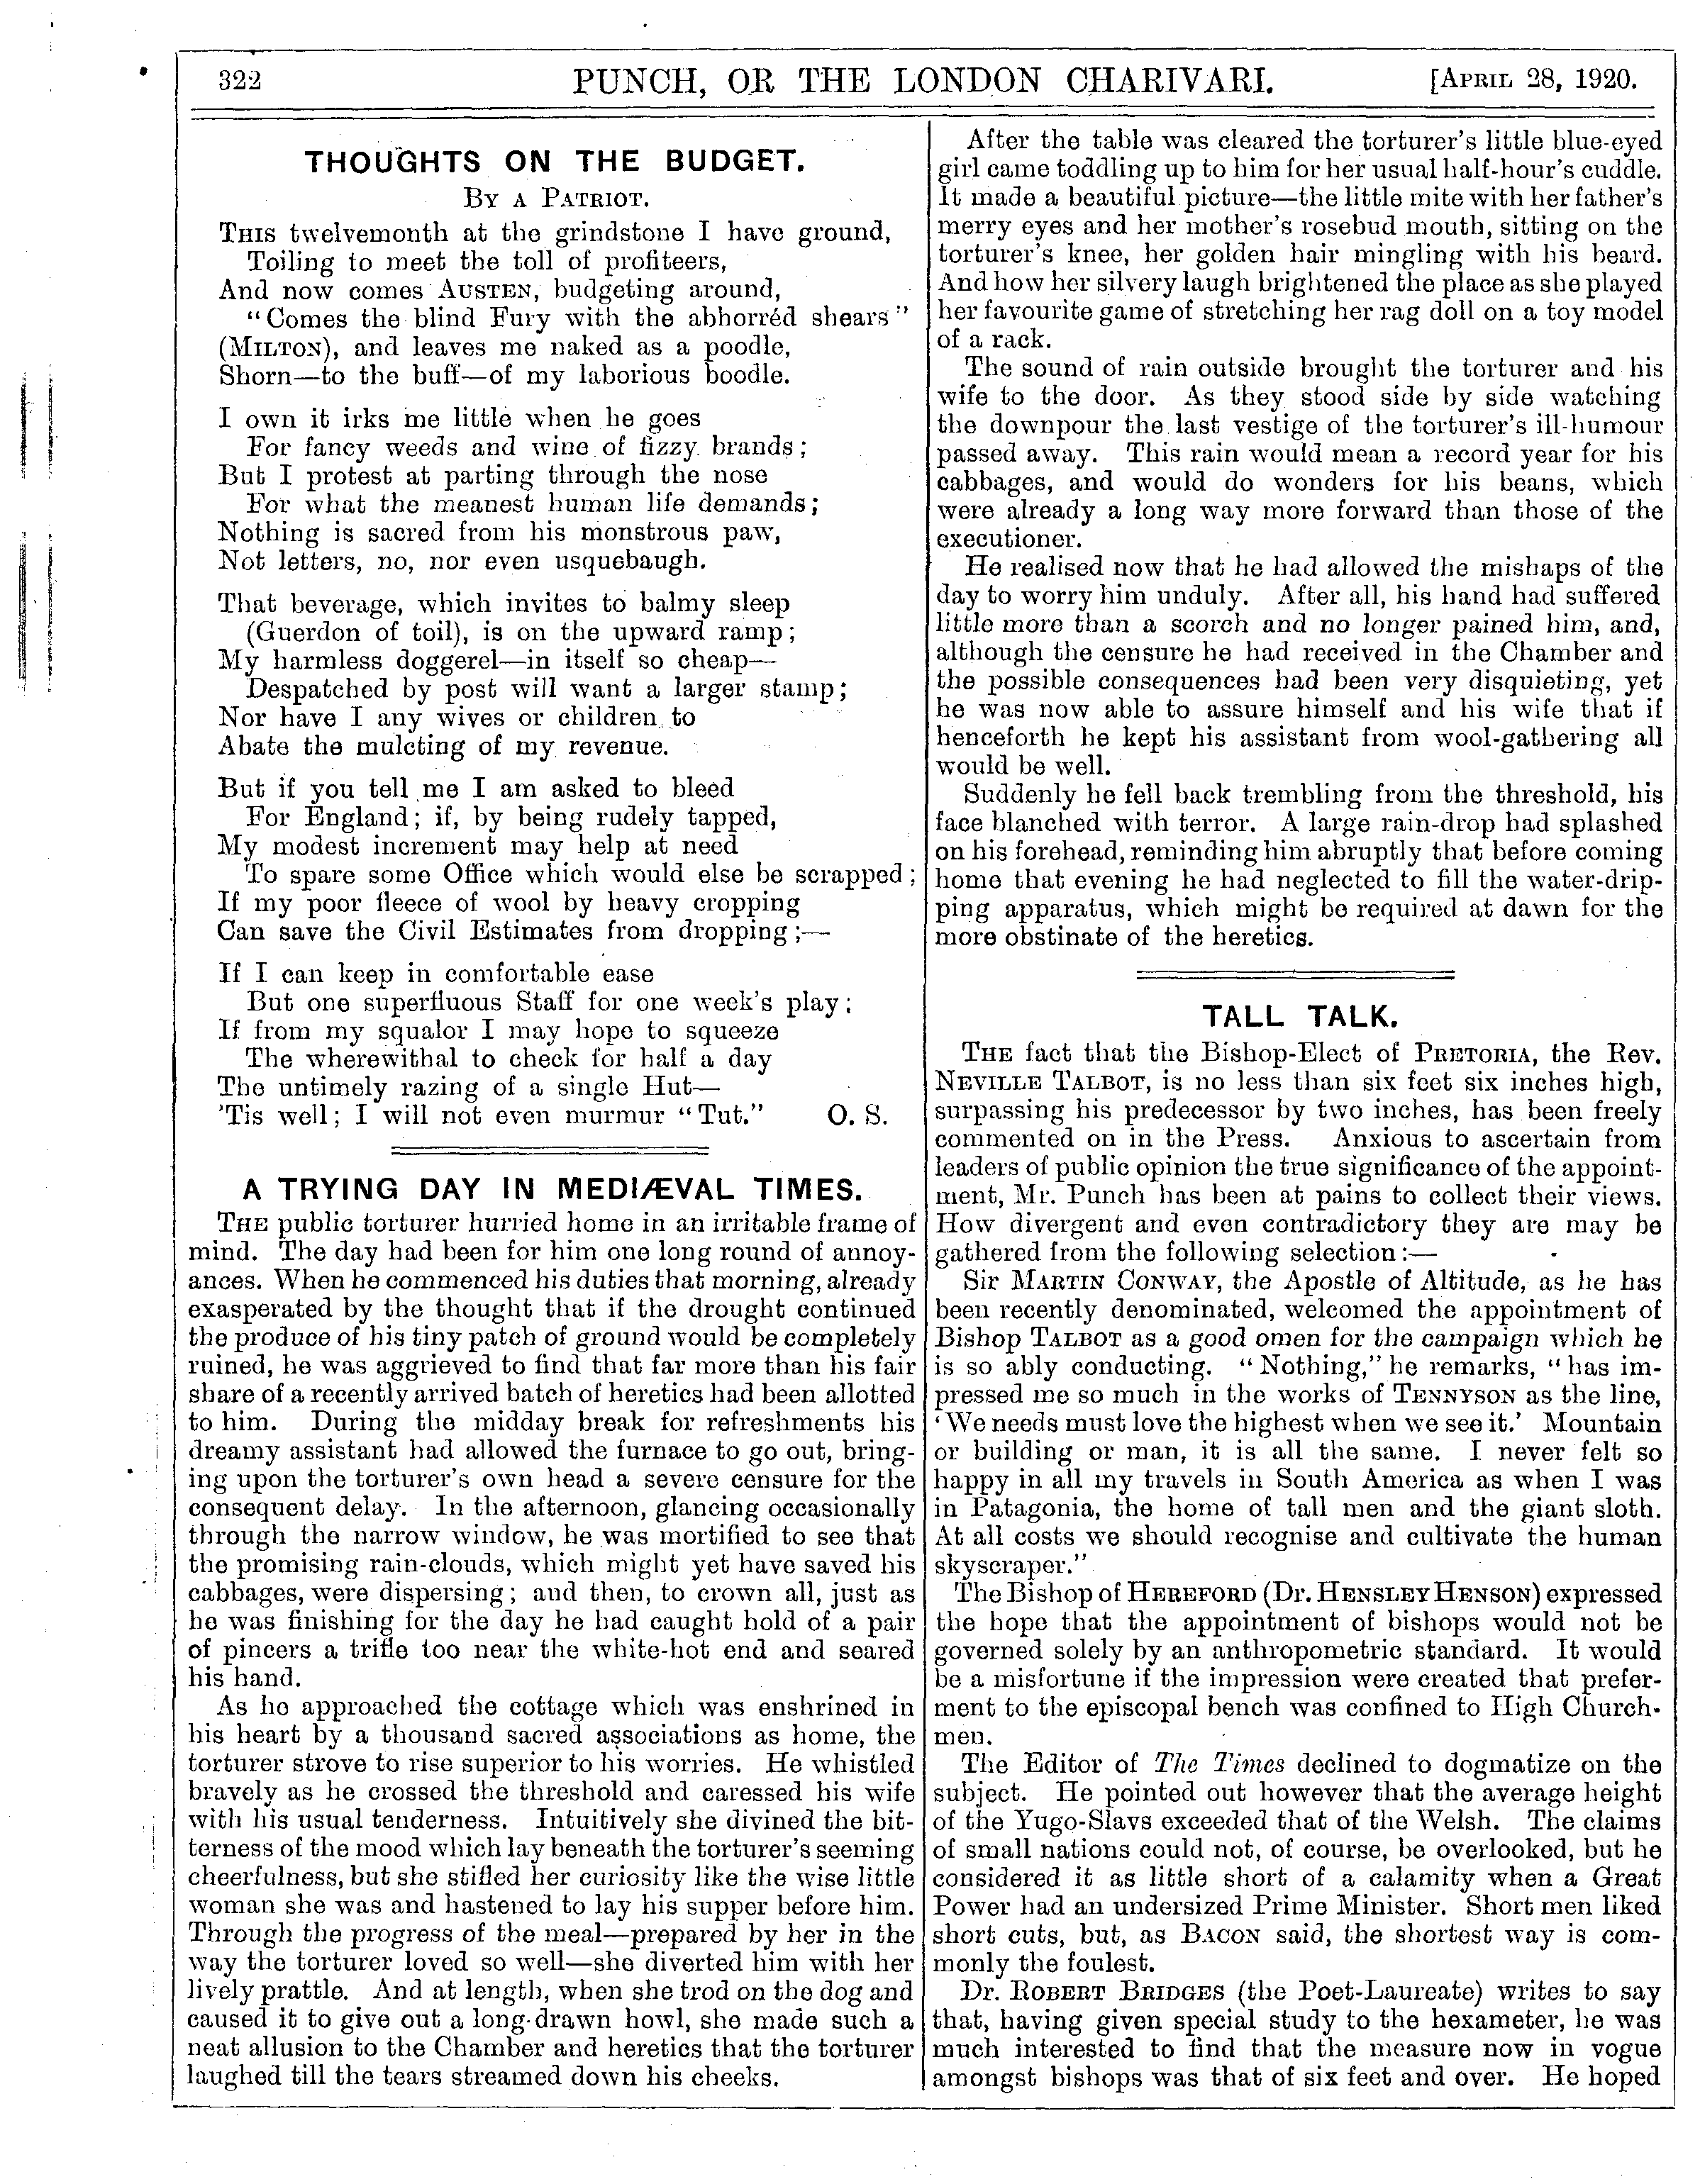 322
PUNCH, OR THE LONDON CHARIVARI.
[APRIL 28, 1920.
THOUGHTS ON THE BUDGET.
BY A PATRIOT.
THIS twelvemonth at the grindstone I have ground,
Toiling to meet the toll of profiteers,
And now comes AUSTEN, budgeting around,
"Comes the blind Fury with the abhorréd shears"
(MILTON), and leaves me naked as a poodle,
Shorn—to the buff—of my laborious boodle.
I own it irks me little when he goes
For fancy weeds and wine of fizzy brands;
But I protest at parting through the nose
For what the meanest human life demands;
Nothing is sacred from his monstrous paw,
Not letters, no, nor even usquebaugh.
That beverage, which invites to balmy sleep
(Guerdon of toil), is on the upward ramp;
My harmless doggerel—in itself so cheap—
Despatched by post will want a larger stamp;
Nor have I any wives or children to
Abate the mulcting of my revenue.
But if you tell me I am asked to bleed
For England; if, by being rudely tapped,
My modest increment may help at need
To spare some Office which would else be scrapped;
If my poor fleece of wool by heavy cropping
Can save the Civil Estimates from dropping;—
If I can keep in comfortable ease
But one superfluous Staff for one week's play;
If from my squalor I may hope to squeeze
The wherewithal to check for half a day
The untimely razing of a single Hut—
'Tis well; I will not even murmur "Tut." O. S.
A TRYING DAY IN MEDIÆVAL TIMES.
THE public torturer hurried home in an irritable frame of
mind. The day had been for him one long round of annoy-
ances. When he commenced his duties that morning, already
exasperated by the thought that if the drought continued
the produce of his tiny patch of ground would be completely
ruined, he was aggrieved to find that far more than his fair
share of a recently arrived batch of heretics had been allotted
to him. During the midday break for refreshments his
dreamy assistant had allowed the furnace to go out, bring-
ing upon the torturer's own head a severe censure for the
consequent delay. In the afternoon, glancing occasionally
through the narrow window, he was mortified to see that
the promising rain-clouds, which might yet have saved his
cabbages, were dispersing; and then, to crown all, just as
he was finishing for the day he had caught hold of a pair
of pincers a trifle too near the white-hot end and seared
his hand.
As he approached the cottage which was enshrined in
his heart by a thousand sacred associations as home, the
torturer strove to rise superior to his worries. He whistled
bravely as he crossed the threshold and caressed his wife
with his usual tenderness. Intuitively she divined the bit-
terness of the mood which lay beneath the torturer's seeming
cheerfulness, but she stifled her curiosity like the wise little
woman she was and hastened to lay his supper before him.
Through the progress of the meal—prepared by her in the
way the torturer loved so well—she diverted him with her
lively prattle. And at length, when she trod on the dog and
caused it to give out a long-drawn howl, she made such a
neat allusion to the Chamber and heretics that the torturer
laughed till the tears streamed down his cheeks.
After the table was cleared the torturer's little blue-eyed
girl came toddling up to him for her usual half-hour's cuddle.
It made a beautiful picture—the little mite with her father's
merry eyes and her mother's rosebud mouth, sitting on the
torturer's knee, her golden hair mingling with his beard.
And how her silvery laugh brightened the place as she played
her favourite game of stretching her rag doll on a toy model
of a rack.
The sound of rain outside brought the torturer and his
wife to the door. As they stood side by side watching
the downpour the last vestige of the torturer's ill-humour
passed away. This rain would mean a record year for his
cabbages, and would do wonders for his beans, which
were already a long way more forward than those of the
executioner.
He realised now that he had allowed the mishaps of the
day to worry him unduly. After all, his hand had suffered
little more than a scorch and no longer pained him, and,
although the censure he had received in the Chamber and
the possible consequences had been very disquieting, yet
he was now able to assure himself and his wife that if
henceforth he kept his assistant from wool-gathering all
would be well.
Suddenly he fell back trembling from the threshold, his
face blanched with terror. A large rain-drop had splashed
on his forehead, reminding him abruptly that before coming
home that evening he had neglected to fill the water-drip-
ping apparatus, which might be required at dawn for the
more obstinate of the heretics.
TALL TALK.
THE fact that the Bishop-Elect of PRETORIA, the Rev.
NEVILLE TALBOT, is no less than six feet six inches high,
surpassing his predecessor by two inches, has been freely
commented on in the Press. Anxious to ascertain from
leaders of public opinion the true significance of the appoint-
ment, Mr. Punch has been at pains to collect their views.
How divergent and even contradictory they are may be
gathered from the following selection:—
Sir MARTIN CONWAY, the Apostle of Altitude, as he has
been recently denominated, welcomed the appointment of
Bishop TALBOT as a good omen for the campaign which he
is so ably conducting. "Nothing," he remarks, "has im-
pressed me so much in the works of TENNYSON as the line,
'We needs must love the highest when we see it.' Mountain
or building or man, it is all the same. I never felt so
happy in all my travels in South America as when I was
in Patagonia, the home of tall men and the giant sloth.
At all costs we should recognise and cultivate the human
skyscraper."
The Bishop of HEREFORD (Dr. HENSLEY HENSON) expressed
the hope that the appointment of bishops would not be
governed solely by an anthropometric standard. It would
be a misfortune if the impression were created that prefer-
ment to the episcopal bench was confined to High Church-
men.
The Editor of The Times declined to dogmatize on the
subject. He pointed out however that the average height
of the Yugo-Slavs exceeded that of the Welsh. The claims
of small nations could not, of course, be overlooked, but he
considered it as little short of a calamity when a Great
Power had an undersized Prime Minister. Short men liked
short cuts, but, as BACON said, the shortest way is com-
monly the foulest.
Dr. ROBERT BRIDGES (the Poet-Laureate) writes to say
that, having given special study to the hexameter, he was
much interested to find that the measure now in vogue
amongst bishops was that of six feet and over. He hoped